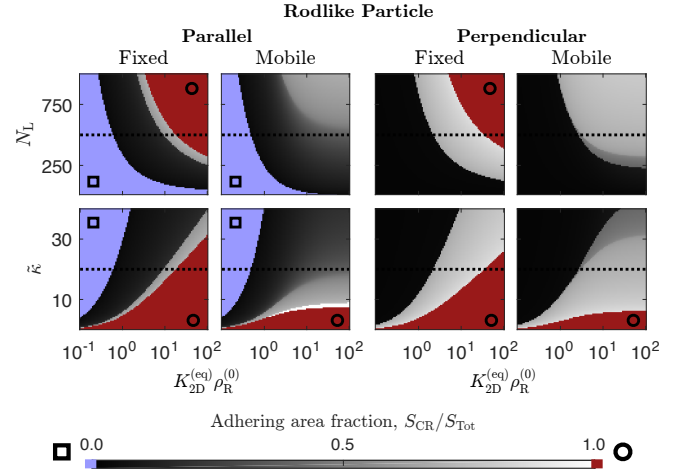 Rodlike Particle
Parallel Perpendicular
Fixed Mobile Fixed Mobile
N_L
750
250
κ̃
30
10
10^-1 10^0 10^1 10^2 10^0 10^1 10^2 10^0 10^1 10^2 10^0 10^1 10^2
K_2D^(eq) ρ_R^(0) K_2D^(eq) ρ_R^(0)
Adhering area fraction, S_CR/S_Tot
0.0 0.5 1.0